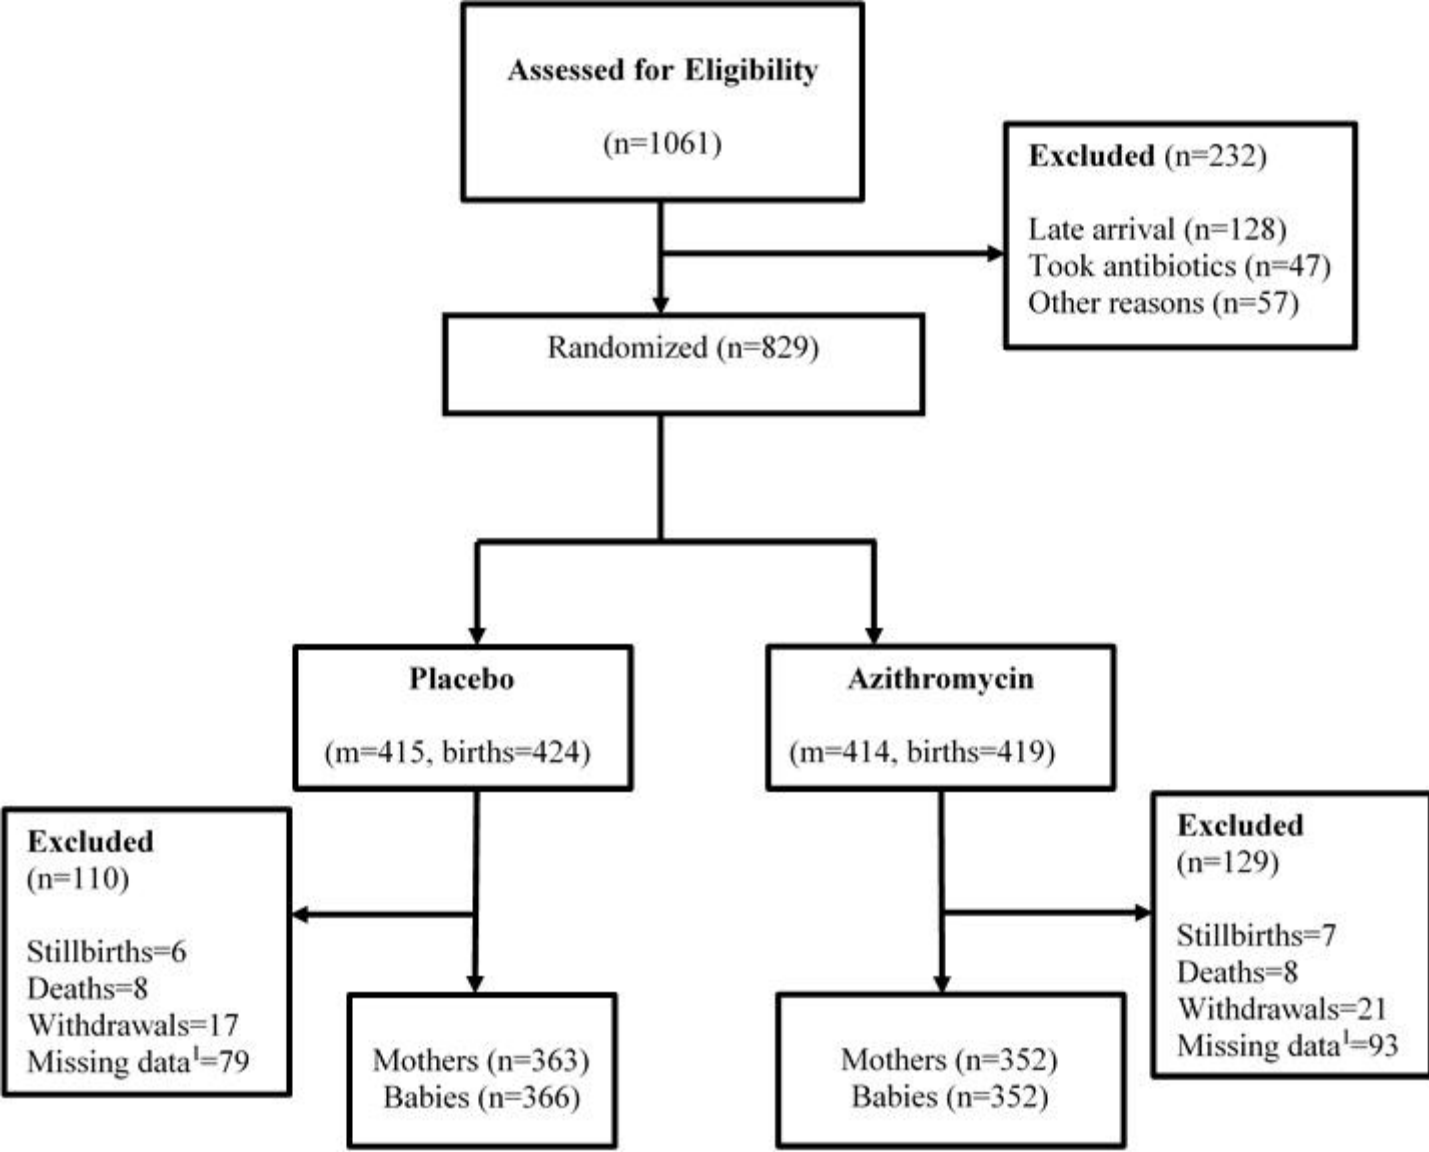 Assessed for Eligibility
(n=1061)
Excluded (n=232)
Late arrival (n=128)
Took antibiotics (n=47)
Other reasons (n=57)
Randomized (n=829)
Placebo
(m=415, births=424)
Azithromycin
(m=414, births=419)
Excluded
(n=110)
Stillbirths=6
Deaths=8
Withdrawals=17
Missing data¹=79
Excluded
(n=129)
Stillbirths=7
Deaths=8
Withdrawals=21
Missing data¹=93
Mothers (n=363)
Babies (n=366)
Mothers (n=352)
Babies (n=352)